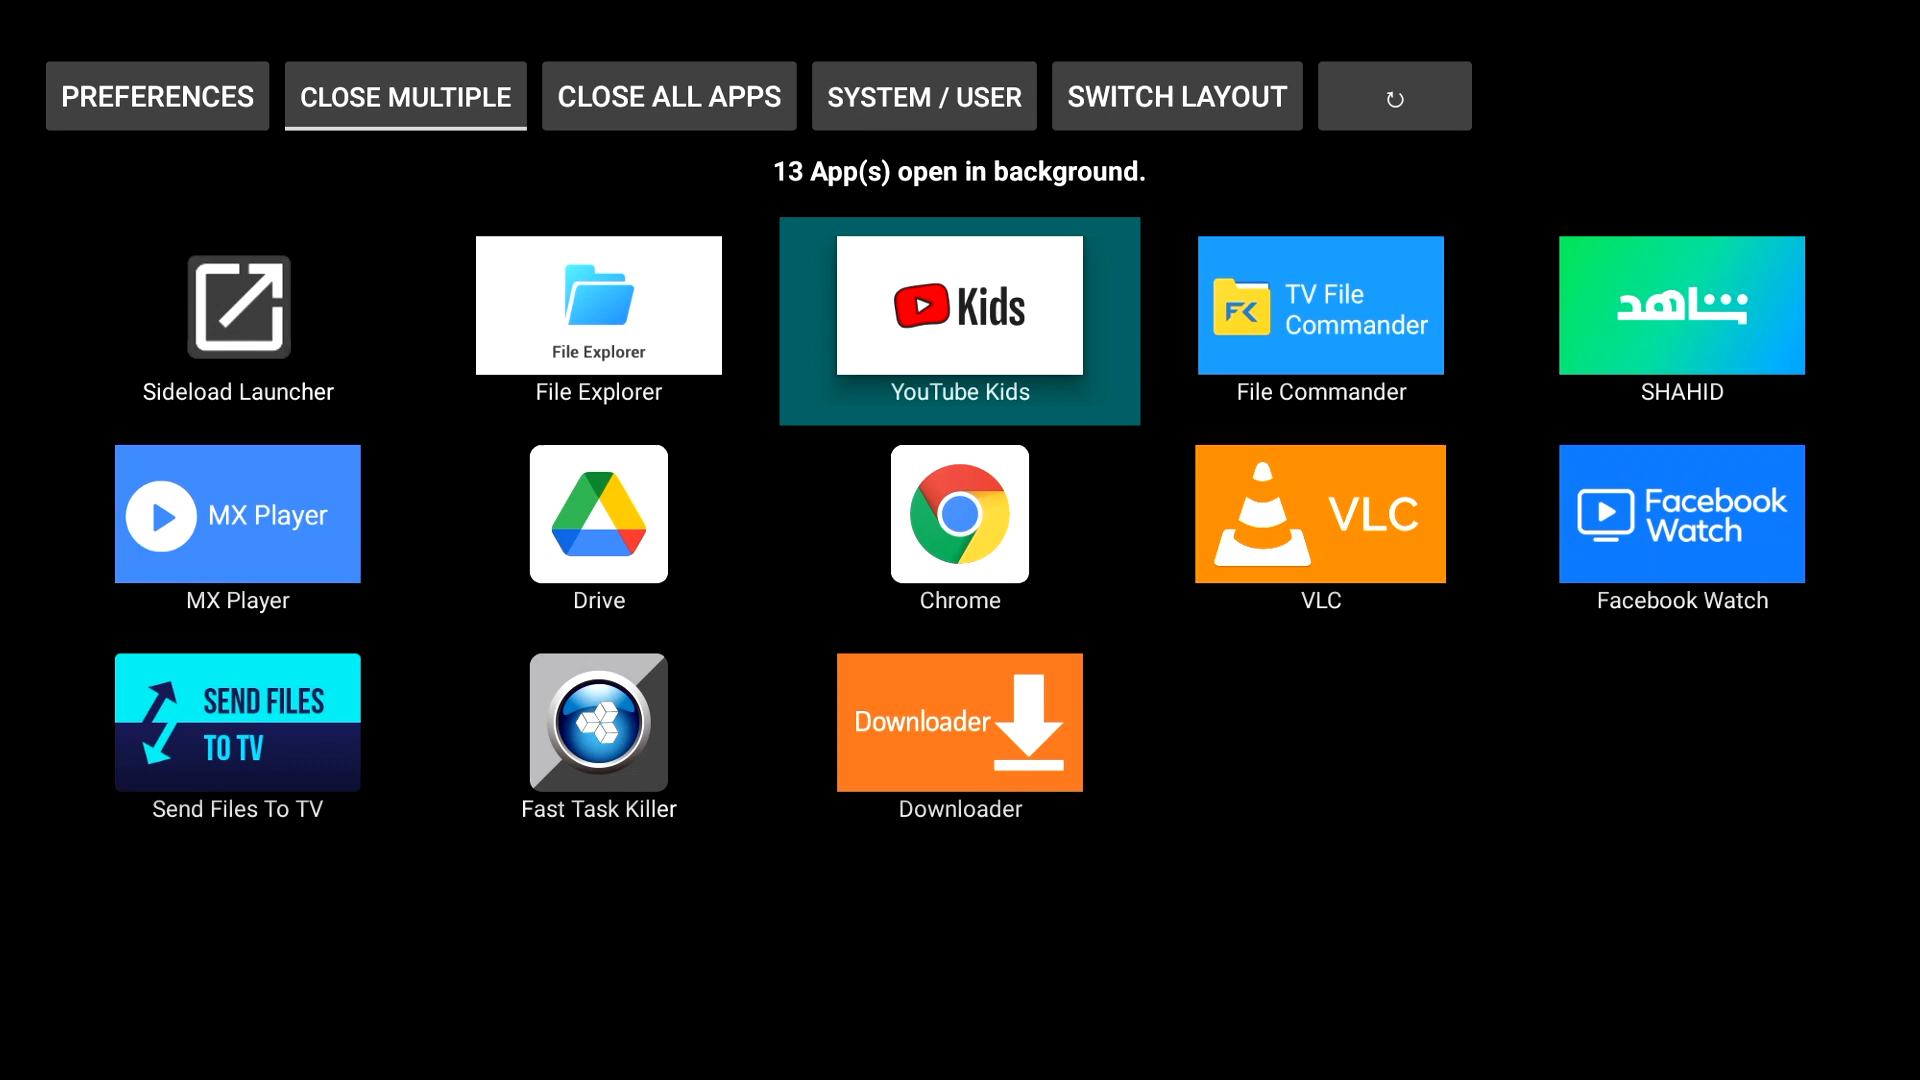 PREFERENCES
CLOSE MULTIPLE
CLOSE ALL APPS
SYSTEM / USER
SWITCH LAYOUT
↻
13 App(s) open in background.
Sideload Launcher
File Explorer
File Explorer
Kids
YouTube Kids
TV File
Commander
File Commander
شاهد
SHAHID
MX Player
MX Player
Drive
Chrome
VLC
VLC
Facebook
Watch
Facebook Watch
SEND FILES
TO TV
Send Files To TV
Fast Task Killer
Downloader
Downloader